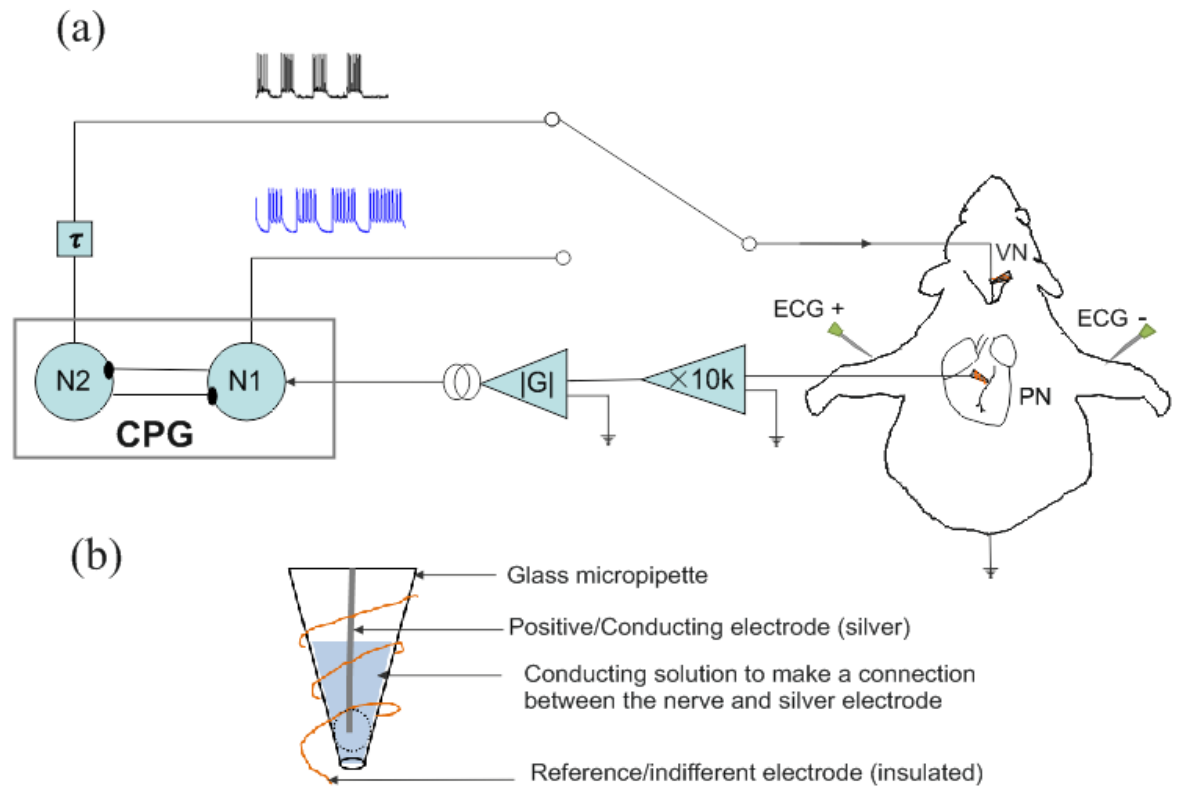 (a)
τ
VN
ECG +
ECG -
N2
N1
|G|
×10k
PN
CPG
(b)
Glass micropipette
Positive/Conducting electrode (silver)
Conducting solution to make a connection
between the nerve and silver electrode
Reference/indifferent electrode (insulated)